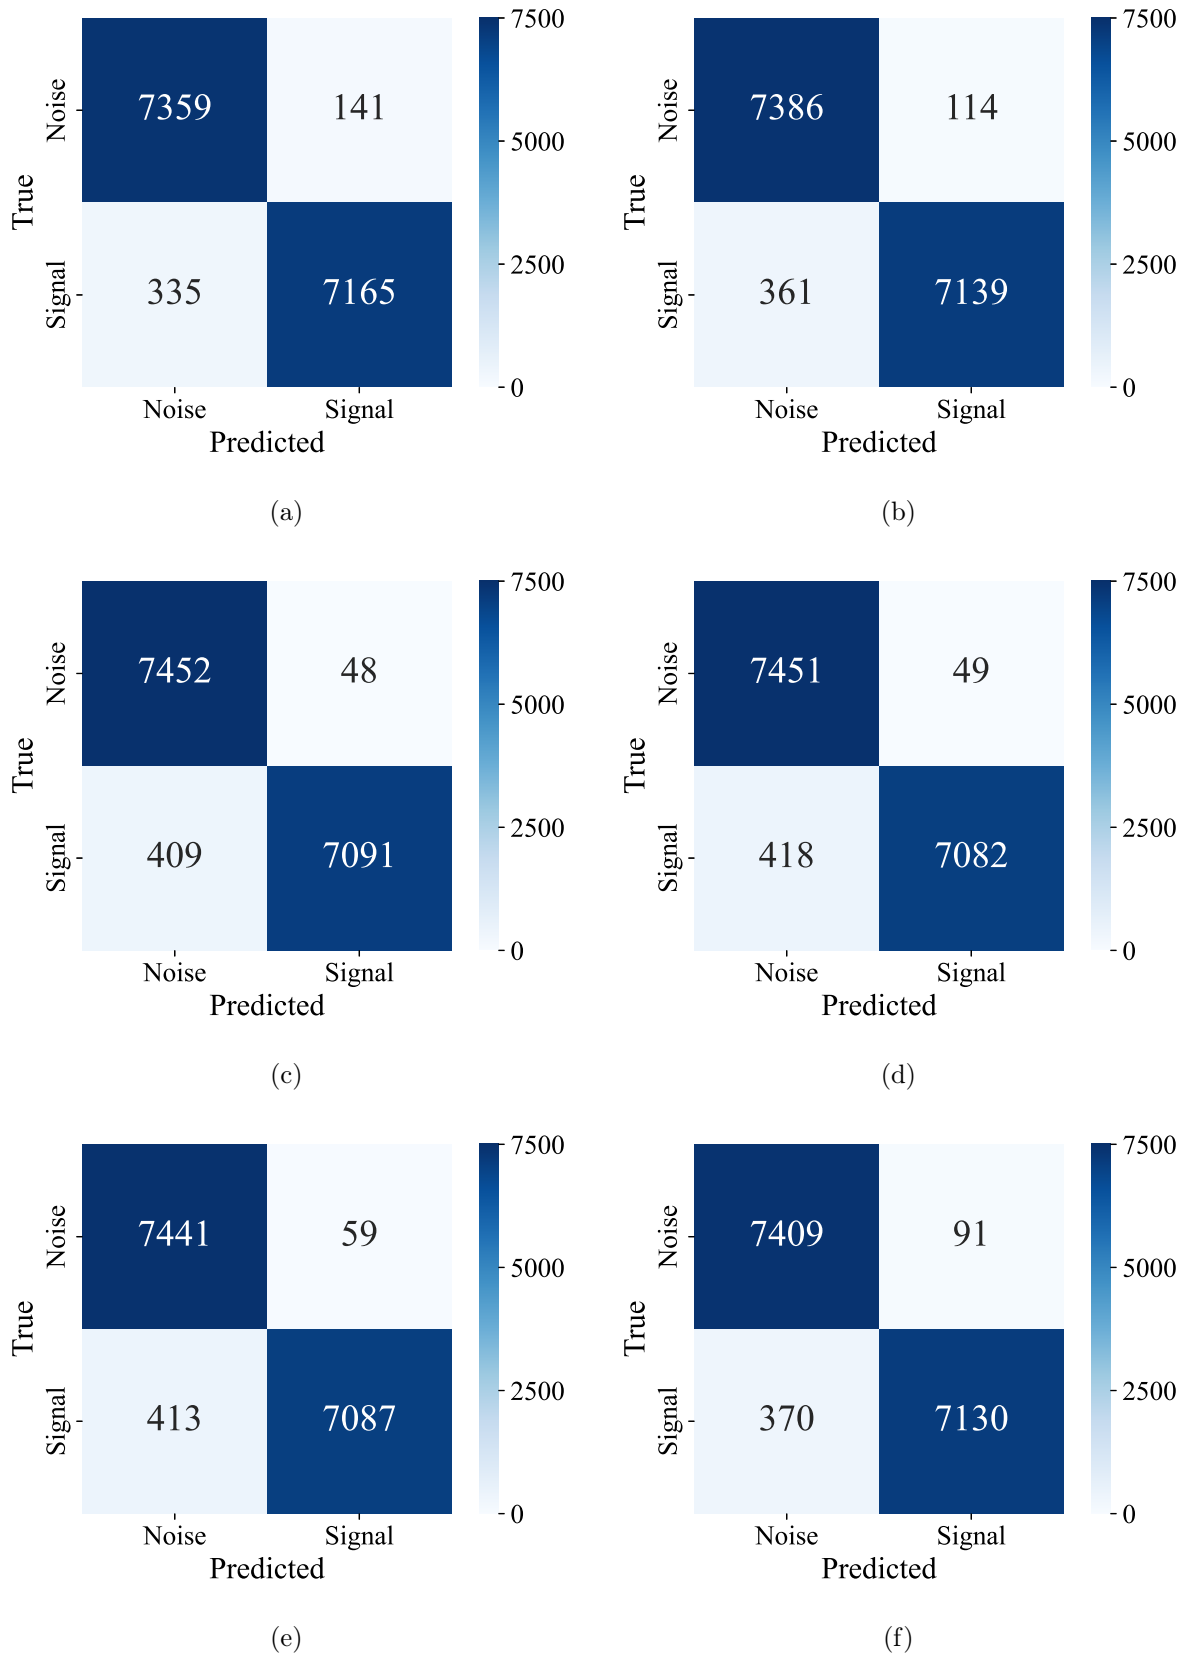 7500
7359 141
Noise
5000
True
2500
335 7165
Signal
0
Noise Signal
Predicted
(a)
7500
7386 114
Noise
5000
True
2500
361 7139
Signal
0
Noise Signal
Predicted
(b)
7500
7452 48
Noise
5000
True
2500
409 7091
Signal
0
Noise Signal
Predicted
(c)
7500
7451 49
Noise
5000
True
2500
418 7082
Signal
0
Noise Signal
Predicted
(d)
7500
7441 59
Noise
5000
True
2500
413 7087
Signal
0
Noise Signal
Predicted
(e)
7500
7409 91
Noise
5000
True
2500
370 7130
Signal
0
Noise Signal
Predicted
(f)